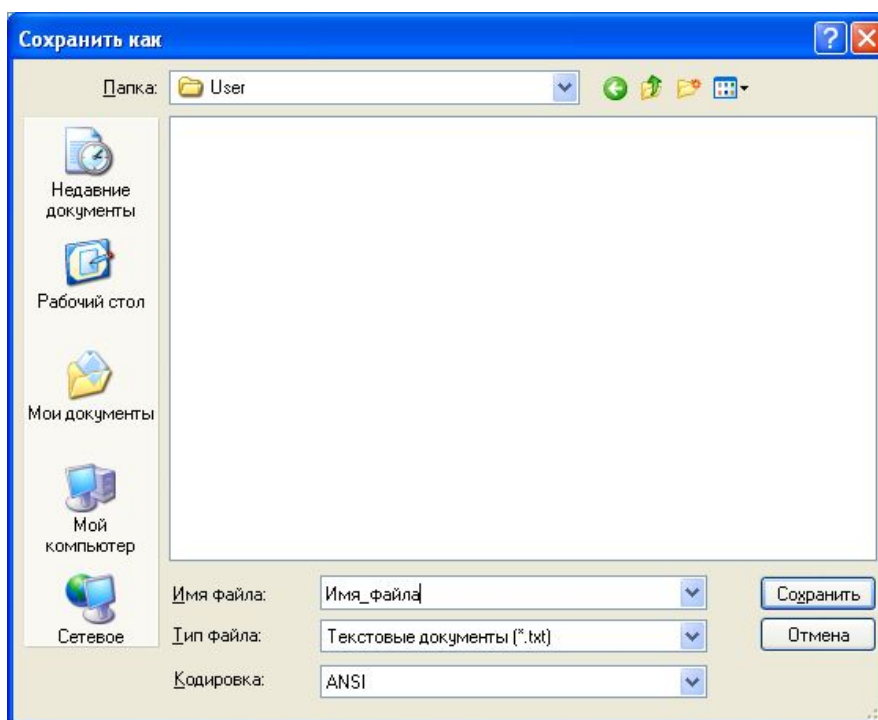 Сохранить как
Папка: User
Недавние
документы
Рабочий стол
Мои документы
Мой
компьютер
Сетевое
Имя файла: Имя_файла Сохранить
Тип файла: Текстовые документы (*.txt) Отмена
Кодировка: ANSI